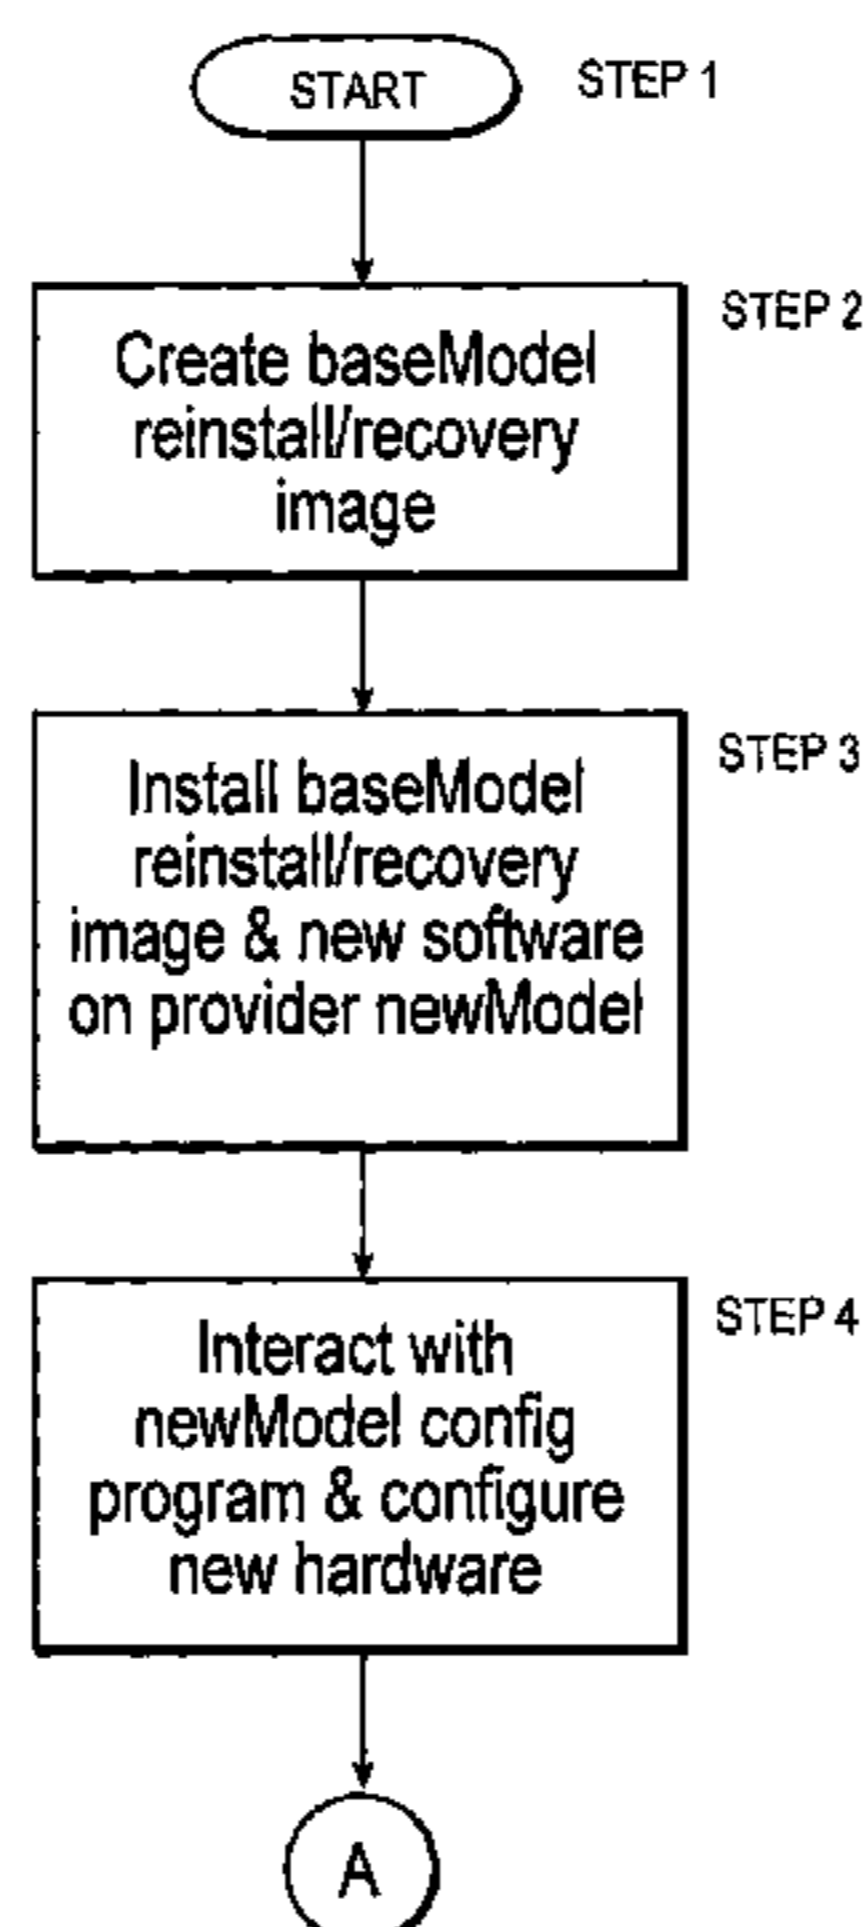 START
STEP 1
STEP 2
Create baseModel
reinstall/recovery
image
STEP 3
Install baseModel
reinstall/recovery
image & new software
on provider newModel
STEP 4
Interact with
newModel config
program & configure
new hardware
A